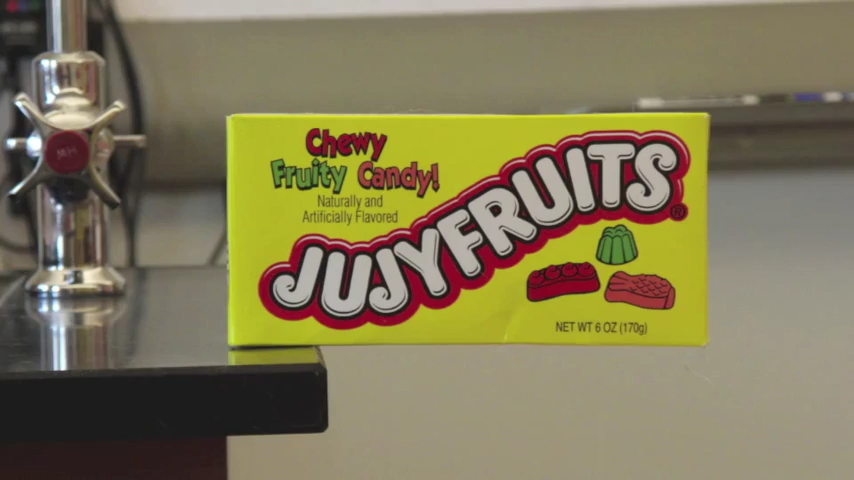 Chewy
Fruity Candy!
Naturally and
Artificially Flavored
JUJYFRUITS®
NET WT 6 OZ (170g)